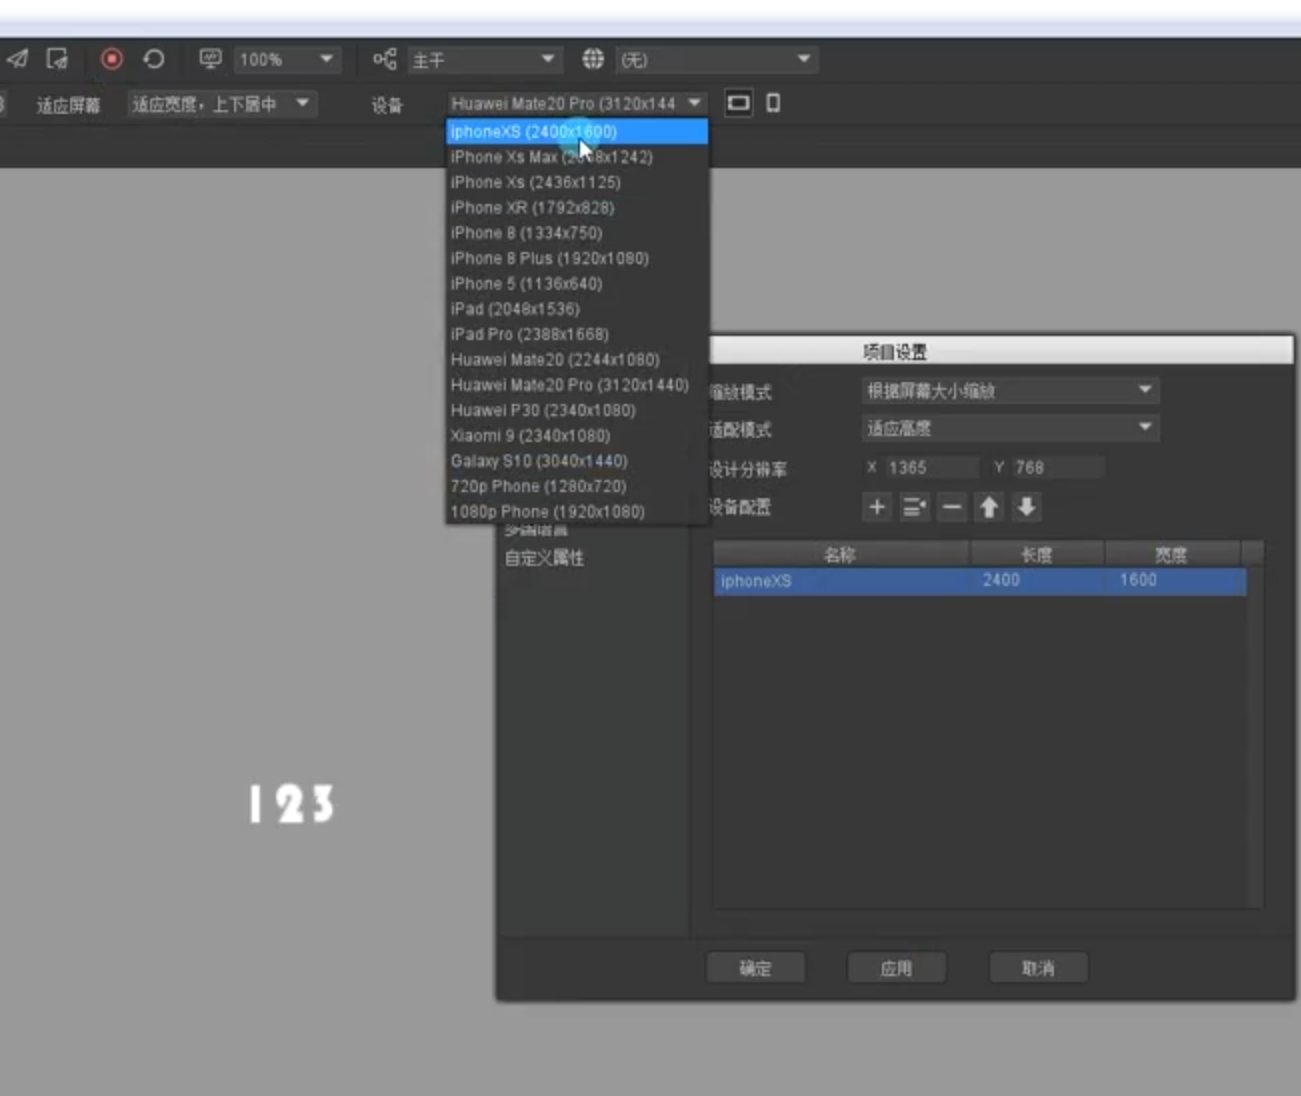 100%
主干
(无)
适应屏幕
适应宽度，上下居中
设备
Huawei Mate20 Pro (3120x144
iphoneXS (2400x1600)
iPhone Xs Max
iPhone Xs (2436x1125)
iPhone XR (1792x828)
iPhone 8 (1334x750)
iPhone 8 Plus (1920x1080)
iPhone 5 (1136x640)
iPad (2048x1536)
iPad Pro (2388x1668)
Huawei Mate20 (2244x1080)
Huawei Mate20 Pro (3120x1440)
Huawei P30 (2340x1080)
Xiaomi 9 (2340x1080)
Galaxy S10 (3040x1440)
720p Phone (1280x720)
1080p Phone (1920x1080)
多国语言
自定义属性
项目设置
缩放模式
根据屏幕大小缩放
适配模式
适应高度
设计分辨率
X 1365
Y 768
设备配置
名称
长度
宽度
iphoneXS
2400
1600
123
确定
应用
取消